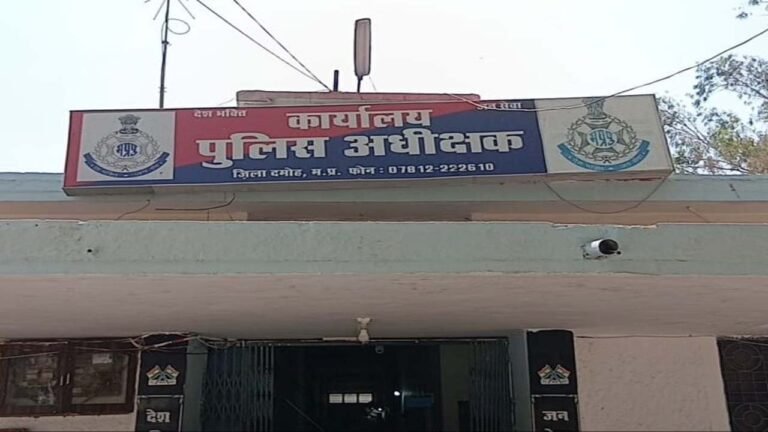 देश भक्ति जन सेवा
कार्यालय
पुलिस अधीक्षक
ज़िला दमोह, म.प्र. फोन : 07812-222610
म प्र पु
म प्र पु
देश
जन